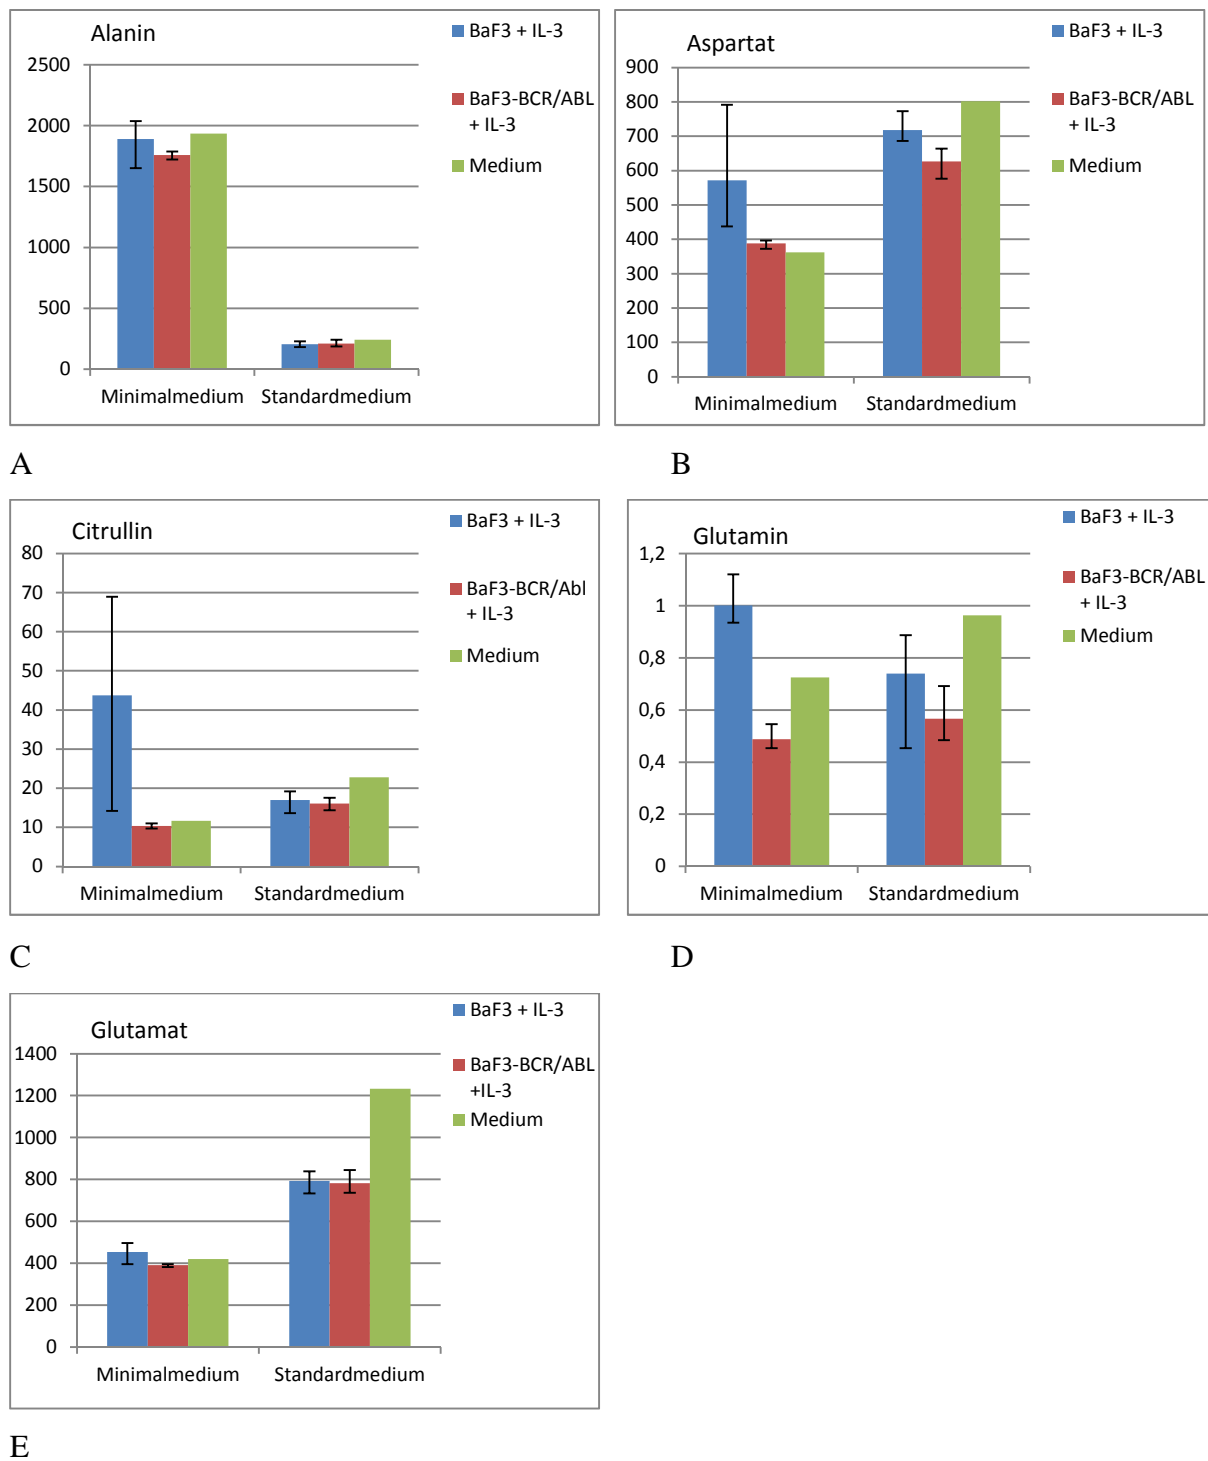 Alanin
BaF3 + IL-3
BaF3-BCR/ABL
+ IL-3
Medium
2500
2000
1500
1000
500
0
Minimalmedium Standardmedium
A
Aspartat
BaF3 + IL-3
BaF3-BCR/ABL
+ IL-3
Medium
900
800
700
600
500
400
300
200
100
0
Minimalmedium Standardmedium
B
Citrullin
BaF3 + IL-3
BaF3-BCR/Abl
+ IL-3
Medium
80
70
60
50
40
30
20
10
0
Minimalmedium Standardmedium
C
Glutamin
BaF3 + IL-3
BaF3-BCR/ABL
+ IL-3
Medium
1,2
1
0,8
0,6
0,4
0,2
0
Minimalmedium Standardmedium
D
Glutamat
BaF3 + IL-3
BaF3-BCR/ABL
+IL-3
Medium
1400
1200
1000
800
600
400
200
0
Minimalmedium Standardmedium
E